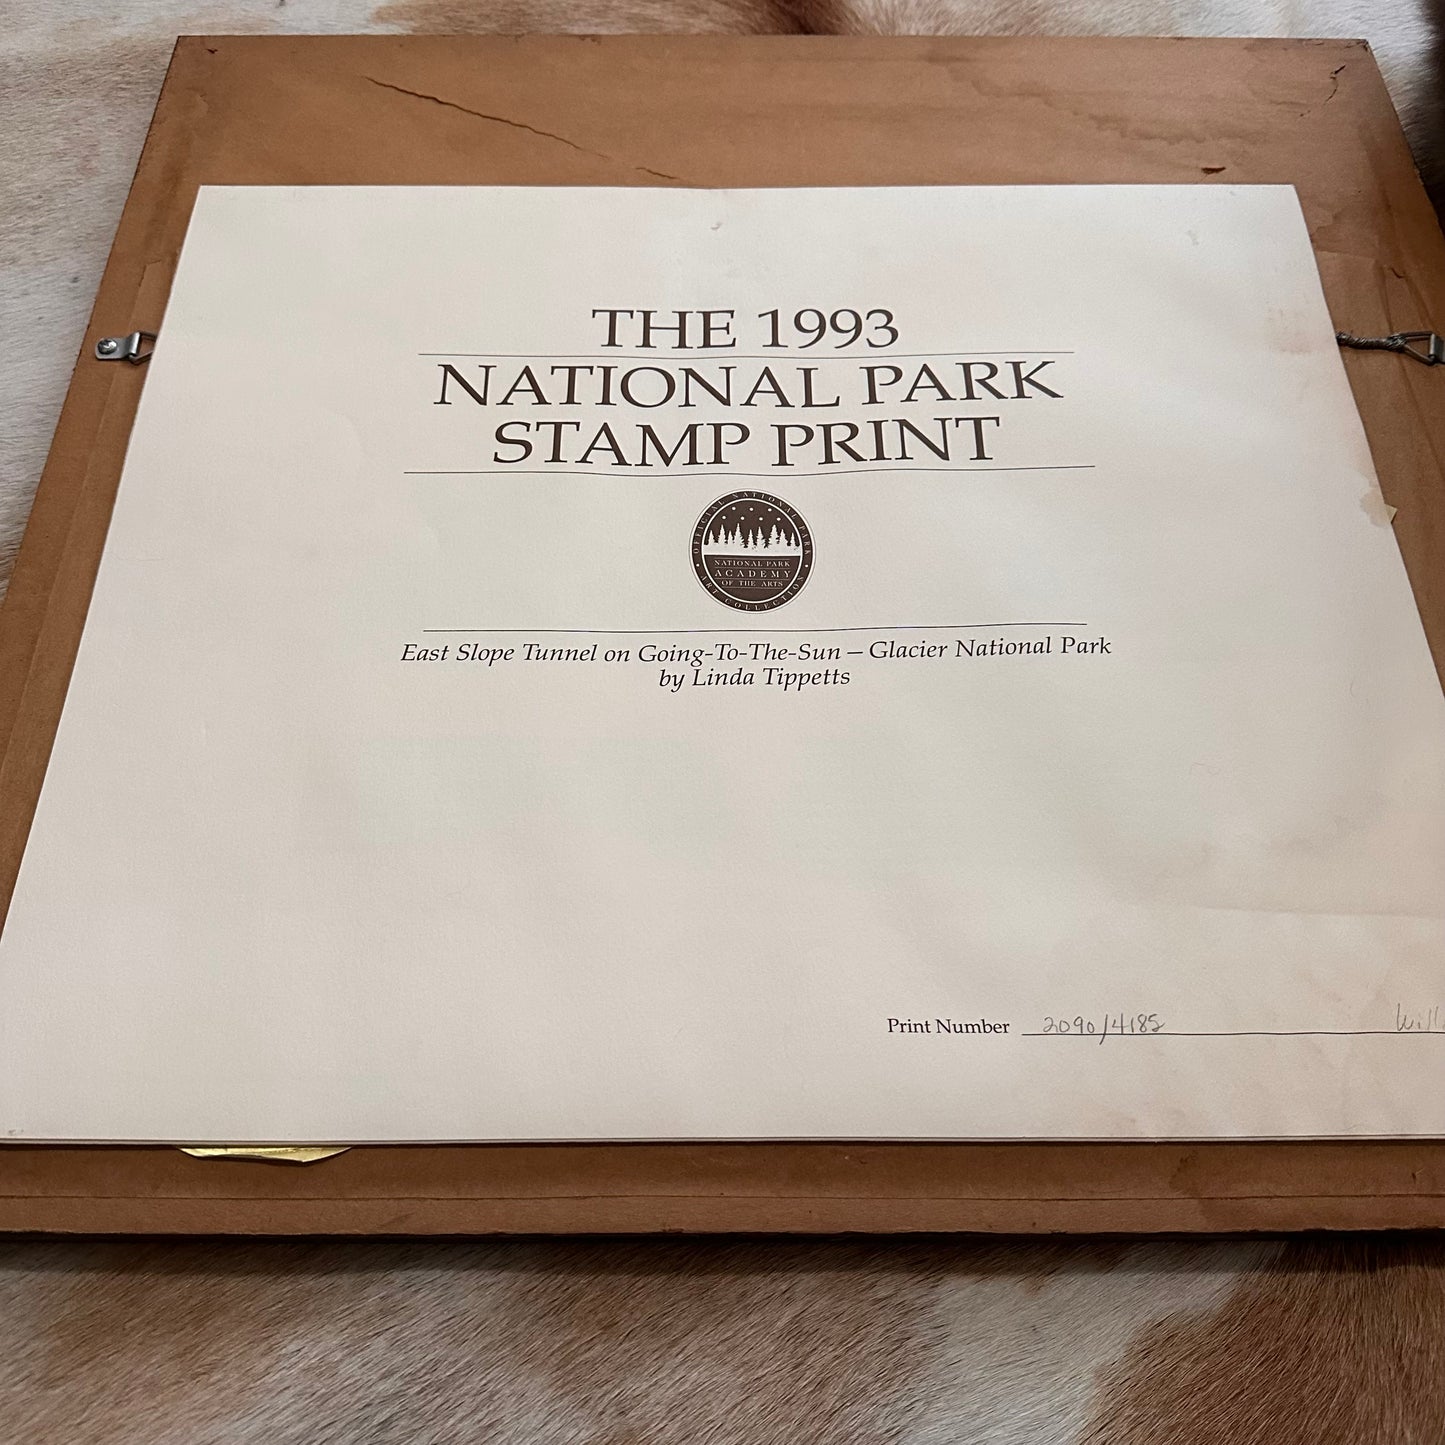 THE 1993
NATIONAL PARK
STAMP PRINT
OFFICIAL NATIONAL PARK
NATIONAL PARK
ACADEMY
OF THE ARTS
ART COLLECTION
East Slope Tunnel on Going-To-The-Sun – Glacier National Park
by Linda Tippetts
Print Number 2090/4185